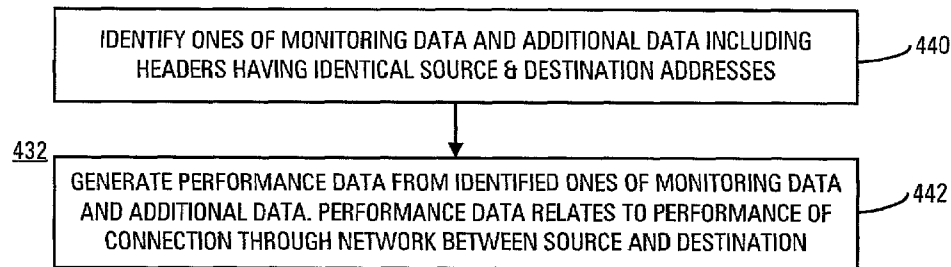 IDENTIFY ONES OF MONITORING DATA AND ADDITIONAL DATA INCLUDING
HEADERS HAVING IDENTICAL SOURCE & DESTINATION ADDRESSES
440
432
GENERATE PERFORMANCE DATA FROM IDENTIFIED ONES OF MONITORING DATA
AND ADDITIONAL DATA. PERFORMANCE DATA RELATES TO PERFORMANCE OF
CONNECTION THROUGH NETWORK BETWEEN SOURCE AND DESTINATION
442